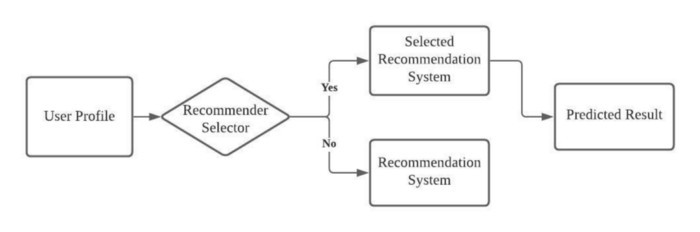 User Profile
Recommender
Selector
Yes
No
Selected
Recommendation
System
Recommendation
System
Predicted Result